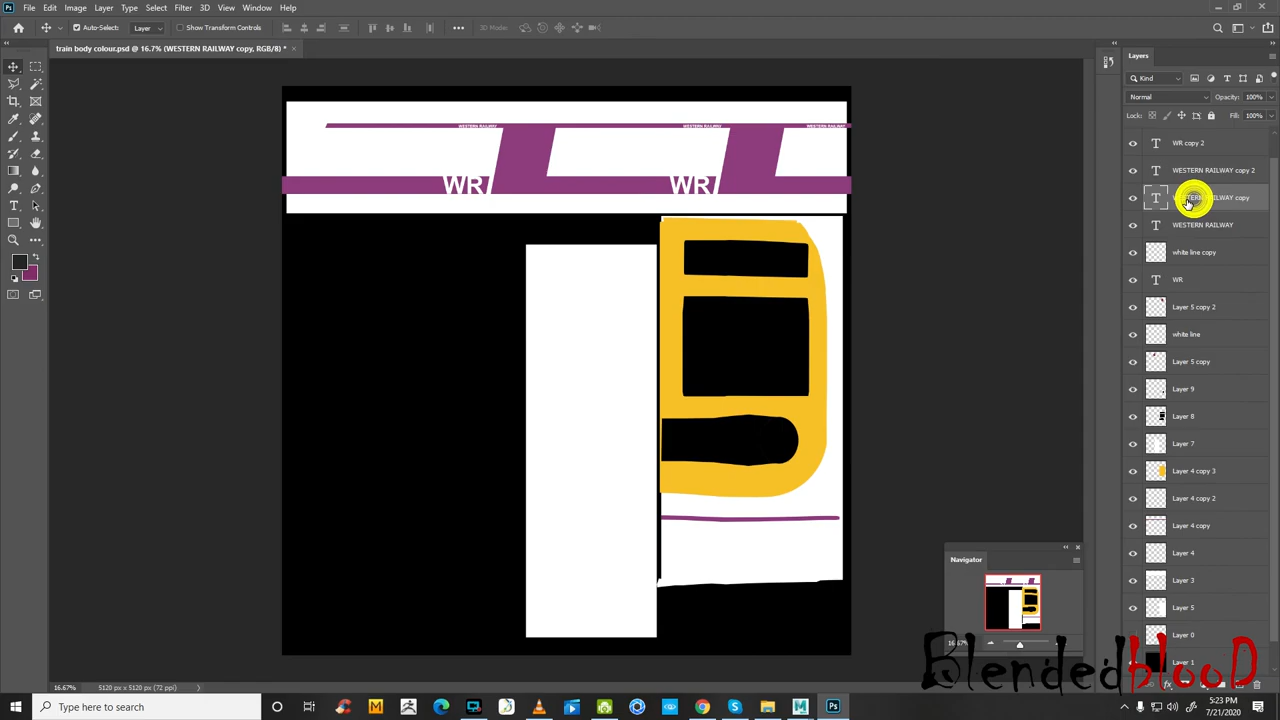 File Edit Image Layer Type Select Filter 3D View Window Help
Auto-Select: Layer Show Transform Controls 3D Mode:
train body colour.psd @ 16.7% (WESTERN RAILWAY copy, RGB/8) *
Layers
Kind
Normal Opacity: 100%
Lock: Fill: 100%
WR copy 2
WESTERN RAILWAY copy 2
WESTERN RAILWAY copy
WESTERN RAILWAY
white line copy
WR
Layer 5 copy 2
white line
Layer 5 copy
Layer 9
Layer 8
Layer 7
Layer 4 copy 3
Layer 4 copy 2
Layer 4 copy
Layer 4
Layer 3
Layer 5
Layer 0
Layer 1
WESTERN RAILWAY WESTERN RAILWAY WESTERN RAILWAY
WR WR
Navigator
16.67%
BlendedblooD
16.67% 5120 px x 5120 px (72 ppi)
Type here to search
5:23 PM
7/21/2020